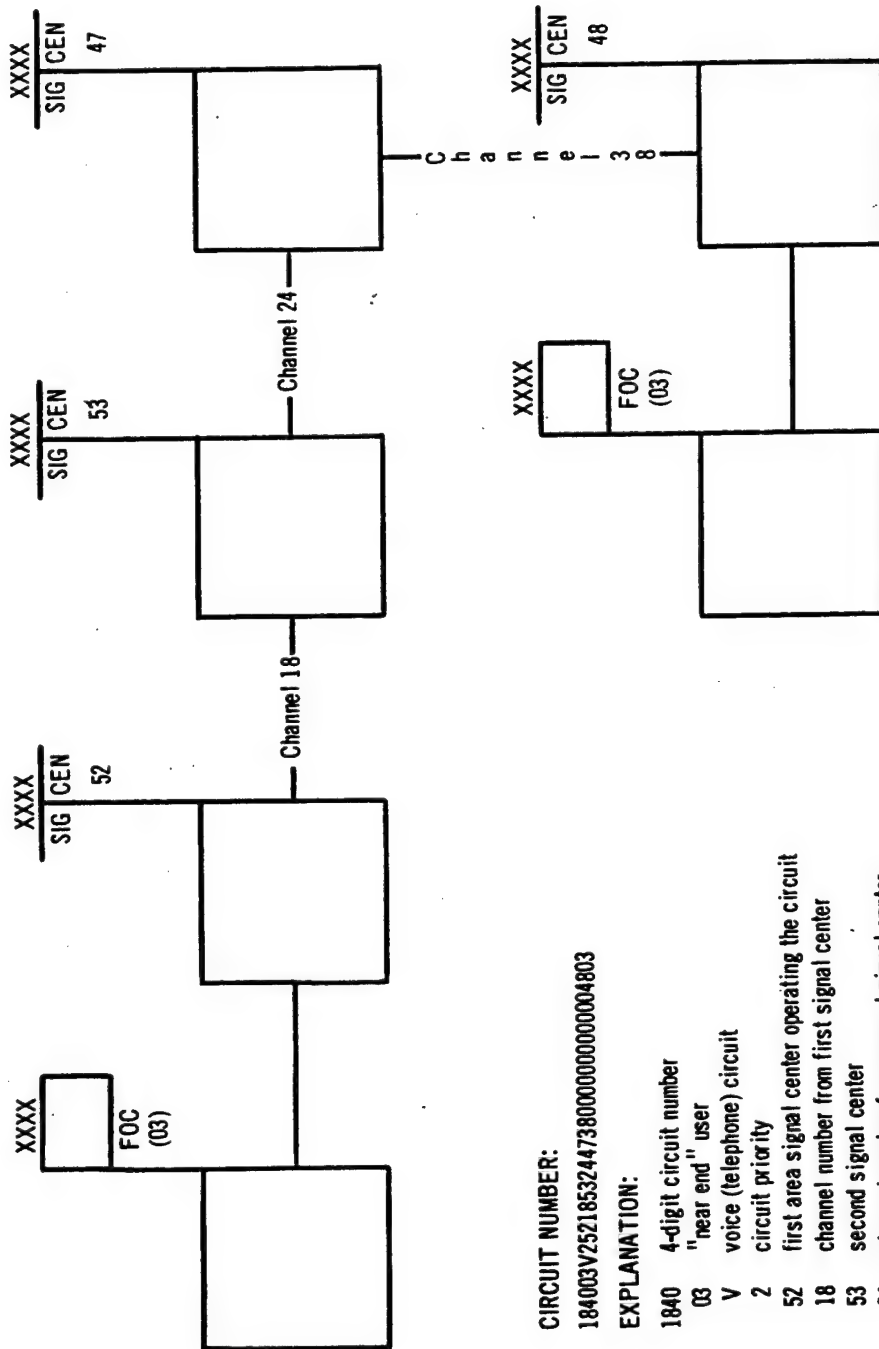 XXXX
FOC
(03)
XXXX
SIG CEN
52
Channel 18
XXXX
SIG CEN
53
Channel 24
XXXX
SIG CEN
47
Channel 38
XXXX
FOC
(03)
XXXX
SIG CEN
48
CIRCUIT NUMBER:
184003V25218532447380000000000004803
EXPLANATION:
1840 4-digit circuit number
03 "near end" user
V voice (telephone) circuit
2 circuit priority
52 first area signal center operating the circuit
18 channel number from first signal center
53 second signal center